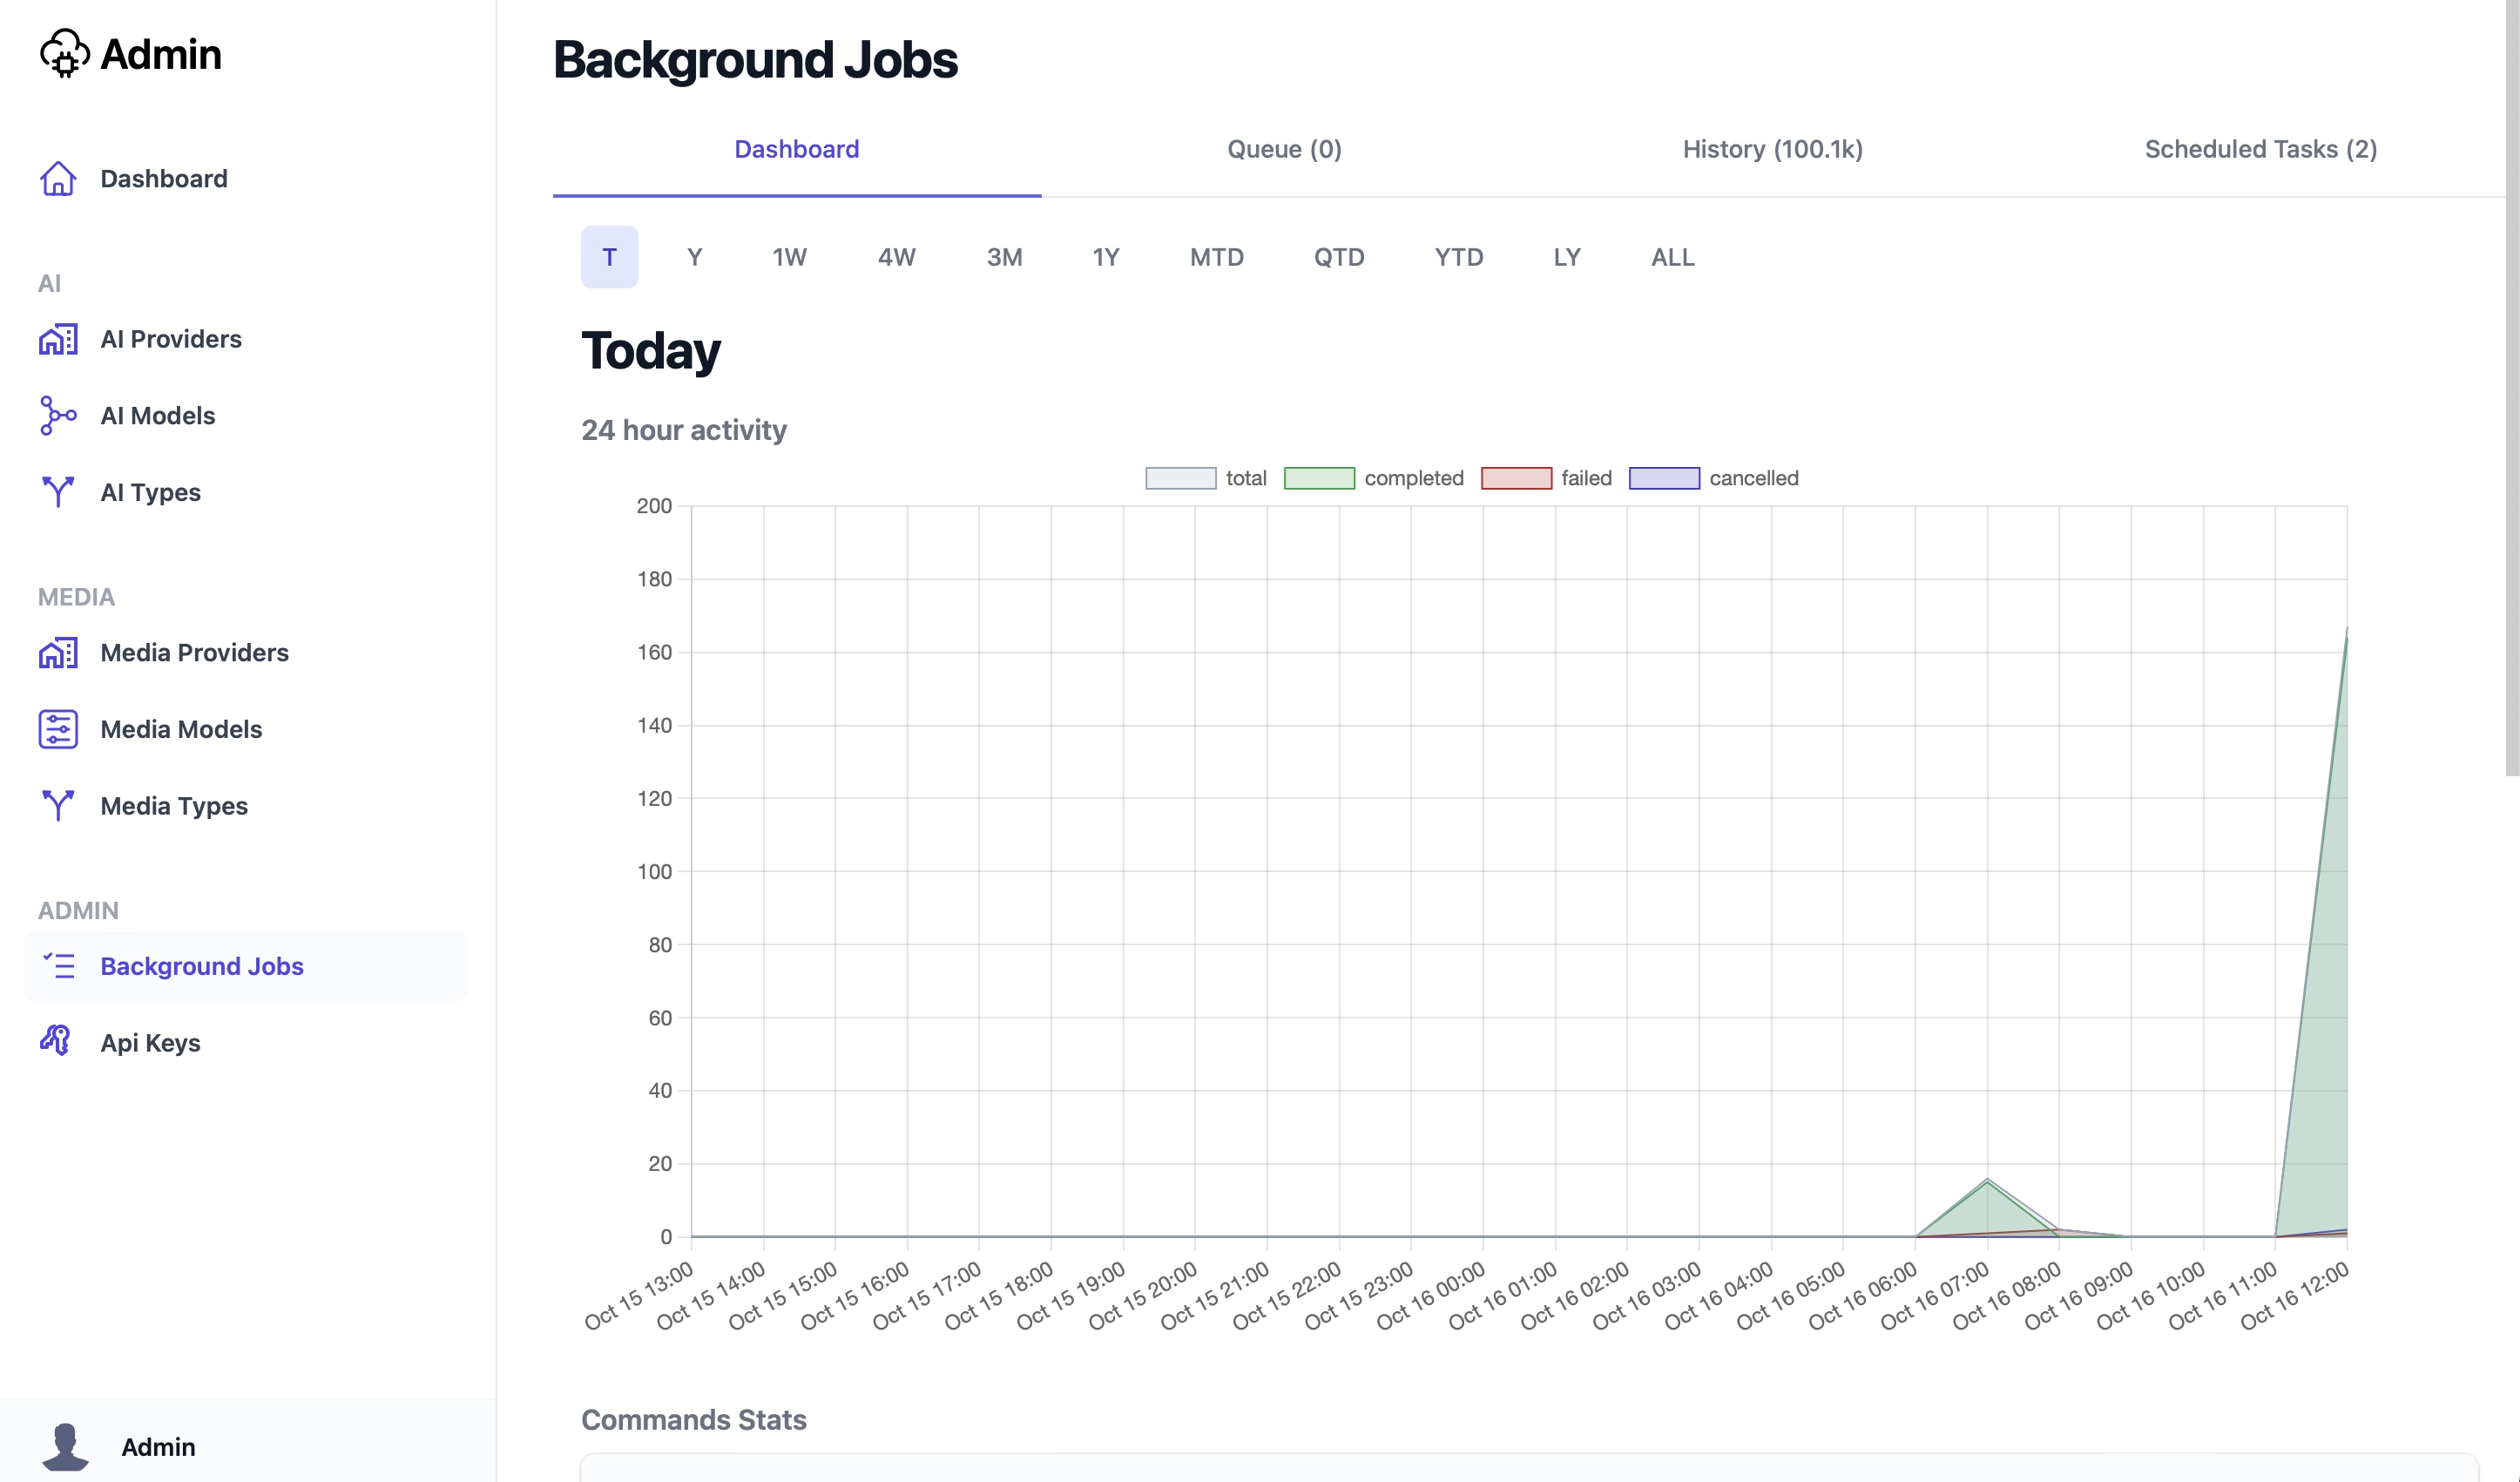 Admin
Dashboard
AI
AI Providers
AI Models
AI Types
MEDIA
Media Providers
Media Models
Media Types
ADMIN
Background Jobs
Api Keys
Admin
Background Jobs
Dashboard Queue (0) History (100.1k) Scheduled Tasks (2)
T Y 1W 4W 3M 1Y MTD QTD YTD LY ALL
Today
24 hour activity
total completed failed cancelled
200
180
160
140
120
100
80
60
40
20
0
Oct 15 13:00 Oct 15 14:00 Oct 15 15:00 Oct 15 16:00 Oct 15 17:00 Oct 15 18:00 Oct 15 19:00 Oct 15 20:00 Oct 15 21:00 Oct 15 22:00 Oct 15 23:00 Oct 16 00:00 Oct 16 01:00 Oct 16 02:00 Oct 16 03:00 Oct 16 04:00 Oct 16 05:00 Oct 16 06:00 Oct 16 07:00 Oct 16 08:00 Oct 16 09:00 Oct 16 10:00 Oct 16 11:00 Oct 16 12:00
Commands Stats